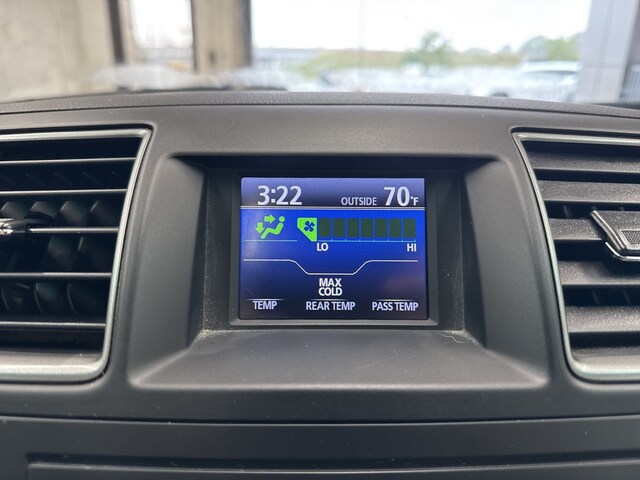 3:22 OUTSIDE 70°F
LO HI
MAX
COLD
TEMP REAR TEMP PASS TEMP